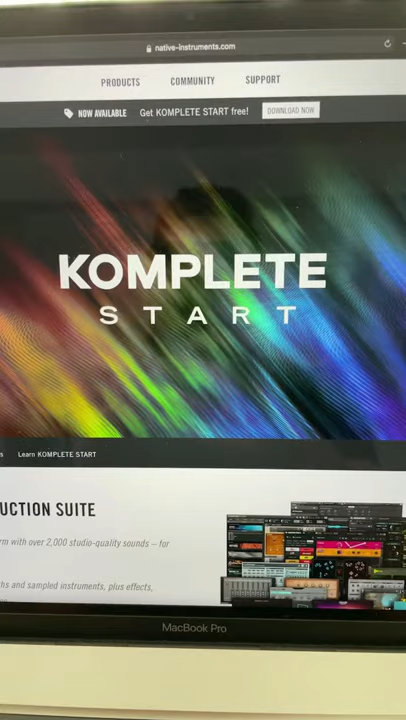 native-instruments.com
PRODUCTS COMMUNITY SUPPORT
NOW AVAILABLE Get KOMPLETE START free! DOWNLOAD NOW
KOMPLETE
START
s Learn KOMPLETE START
UCTION SUITE
rm with over 2,000 studio-quality sounds – for
hs and sampled instruments, plus effects,
MacBook Pro